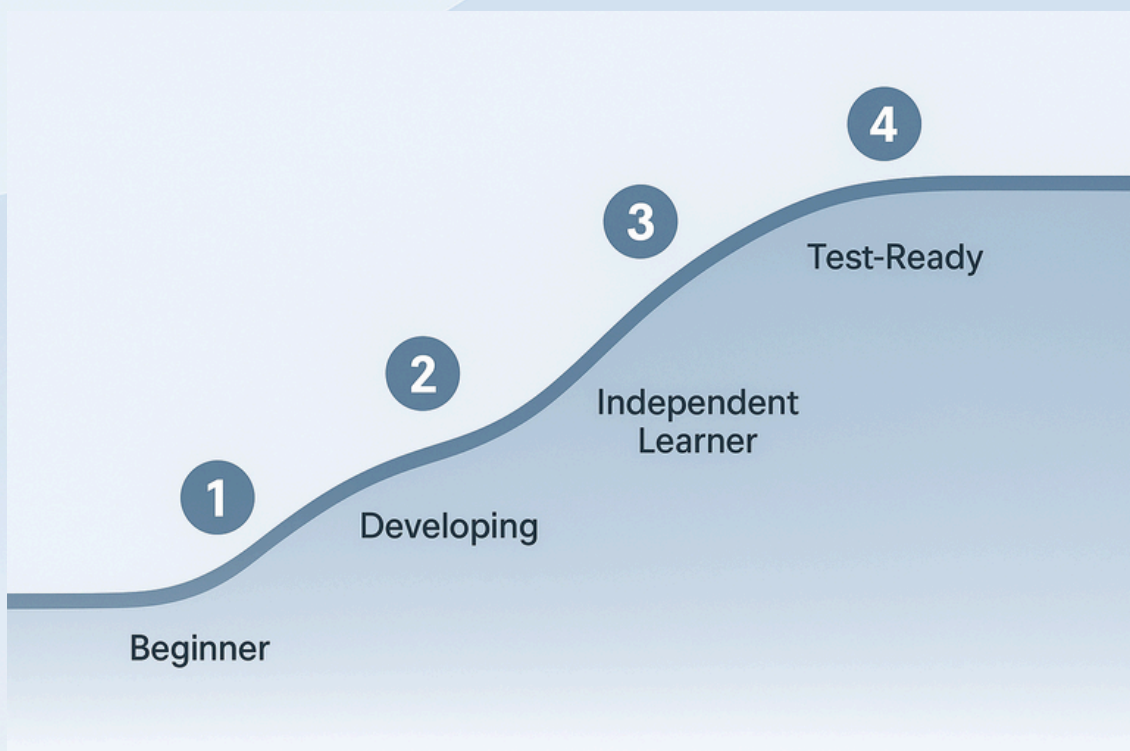 1
Beginner
2
Developing
3
Independent
Learner
4
Test-Ready